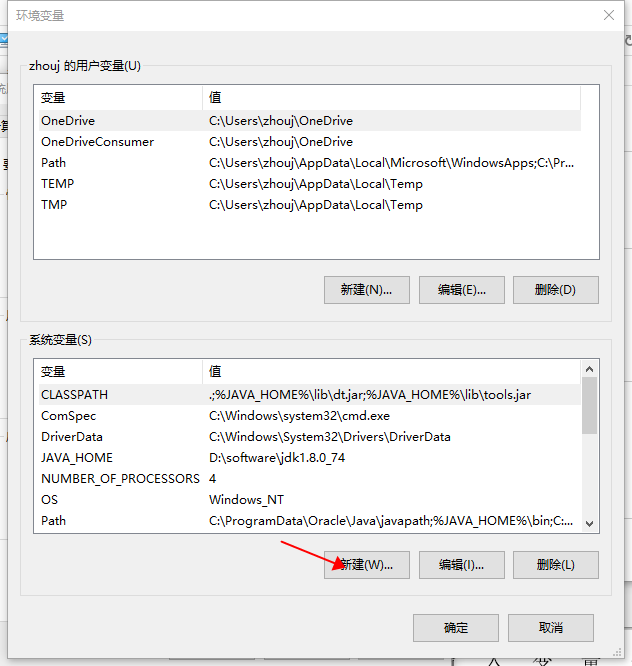 环境变量
zhouj 的用户变量(U)
变量 值
OneDrive C:\Users\zhouj\OneDrive
OneDriveConsumer C:\Users\zhouj\OneDrive
Path C:\Users\zhouj\AppData\Local\Microsoft\WindowsApps;C:\Pr...
TEMP C:\Users\zhouj\AppData\Local\Temp
TMP C:\Users\zhouj\AppData\Local\Temp
新建(N)... 编辑(E)... 删除(D)
系统变量(S)
变量 值
CLASSPATH .;%JAVA_HOME%\lib\dt.jar;%JAVA_HOME%\lib\tools.jar
ComSpec C:\Windows\system32\cmd.exe
DriverData C:\Windows\System32\Drivers\DriverData
JAVA_HOME D:\software\jdk1.8.0_74
NUMBER_OF_PROCESSORS 4
OS Windows_NT
Path C:\ProgramData\Oracle\Java\javapath;%JAVA_HOME%\bin;C:...
新建(W)... 编辑(I)... 删除(L)
确定 取消